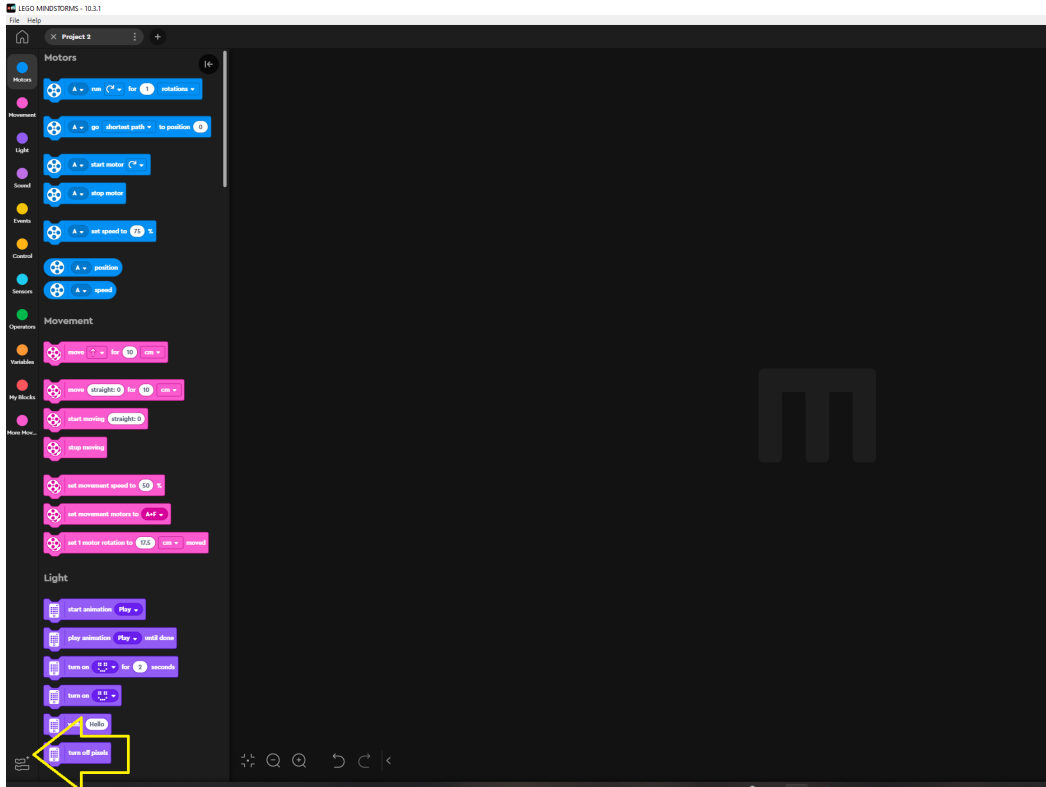 LEGO MINDSTORMS - 10.3.1
File Help
Project 2
Motors
Motors
Movement
Light
Sound
Events
Control
Sensors
Operators
Variables
My Blocks
More Mov...
A run for 1 rotations
A go shortest path to position 0
A start motor
A stop motor
A set speed to 75 %
A position
A speed
Movement
move for 10 cm
move straight: 0 for 10 cm
start moving straight: 0
stop moving
set movement speed to 50 %
set movement motors to A+F
set 1 motor rotation to 17.5 cm moved
Light
start animation Play
play animation Play until done
turn on for 2 seconds
turn on
Hello
turn off pixels